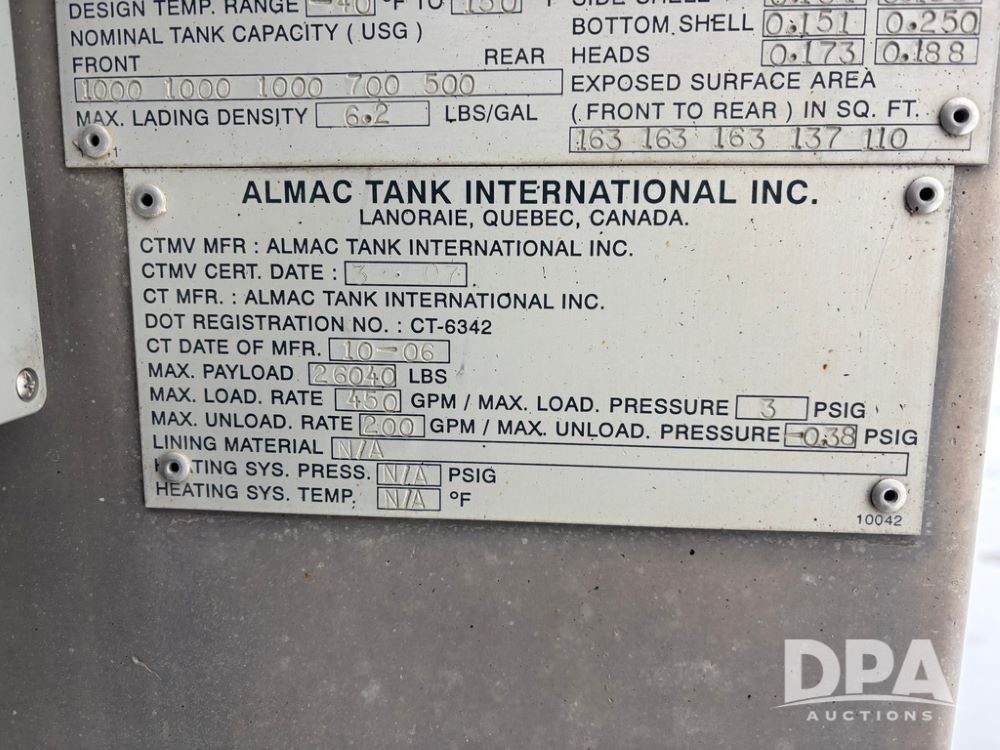 DESIGN TEMP. RANGE -40 °F TO 130 °F
NOMINAL TANK CAPACITY ( USG )
FRONT REAR
1000 1000 1000 700 500
MAX. LADING DENSITY 6.2 LBS/GAL
1
SIDE SHELL
BOTTOM SHELL 0.151 0.250
HEADS 0.173 0.188
EXPOSED SURFACE AREA
( FRONT TO REAR ) IN SQ. FT.
163 163 163 137 110
ALMAC TANK INTERNATIONAL INC.
LANORAIE, QUEBEC, CANADA.
CTMV MFR : ALMAC TANK INTERNATIONAL INC.
CTMV CERT. DATE : 3 - 07
CT MFR. : ALMAC TANK INTERNATIONAL INC.
DOT REGISTRATION NO. : CT-6342
CT DATE OF MFR. 10-06
MAX. PAYLOAD 26040 LBS
MAX. LOAD. RATE 450 GPM / MAX. LOAD. PRESSURE 3 PSIG
MAX. UNLOAD. RATE 200 GPM / MAX. UNLOAD. PRESSURE -0.38 PSIG
LINING MATERIAL N/A
HEATING SYS. PRESS. N/A PSIG
HEATING SYS. TEMP. N/A °F
10042
DPA
AUCTIONS